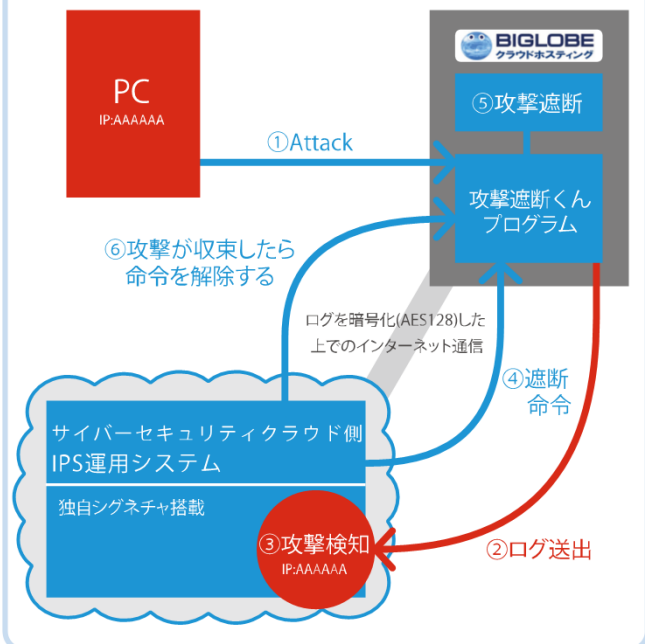 PC
IP:AAAAAA
BIGLOBE
クラウドホスティング
⑤攻撃遮断
①Attack
攻撃遮断くん
プログラム
⑥攻撃が収束したら
命令を解除する
ログを暗号化(AES128)した
上でのインターネット通信
④遮断
命令
サイバーセキュリティクラウド側
IPS運用システム
独自シグネチャ搭載
③攻撃検知
IP:AAAAAA
②ログ送出